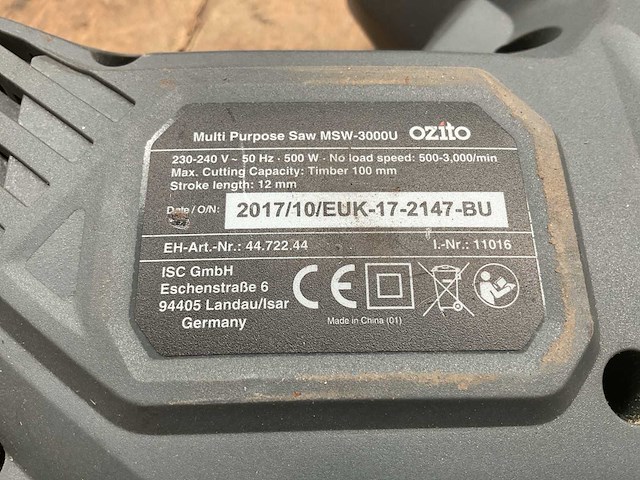 Multi Purpose Saw MSW-3000U ozito
230-240 V ~ 50 Hz · 500 W · No load speed: 500-3,000/min
Max. Cutting Capacity: Timber 100 mm
Stroke length: 12 mm
Date / O/N: 2017/10/EUK-17-2147-BU
EH-Art.-Nr.: 44.722.44 I.-Nr.: 11016
ISC GmbH
Eschenstraße 6
94405 Landau/Isar
Germany
CE
Made in China (01)